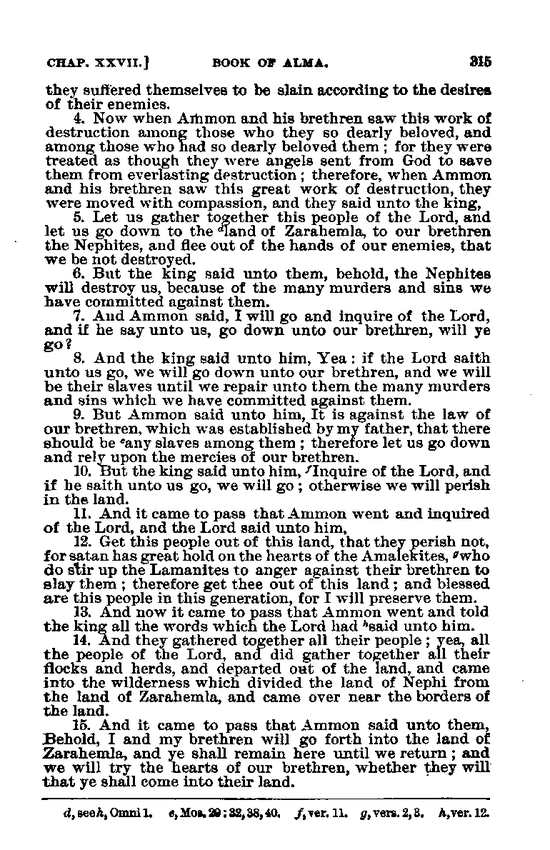 CHAP. XXVII.] BOOK OF ALMA. 315
they suffered themselves to be slain according to the desires
of their enemies.
4. Now when Ammon and his brethren saw this work of
destruction among those who they so dearly beloved, and
among those who had so dearly beloved them ; for they were
treated as though they were angels sent from God to save
them from everlasting destruction ; therefore, when Ammon
and his brethren saw this great work of destruction, they
were moved with compassion, and they said unto the king,
5. Let us gather together this people of the Lord, and
let us go down to the dland of Zarahemla, to our brethren
the Nephites, and flee out of the hands of our enemies, that
we be not destroyed.
6. But the king said unto them, behold, the Nephites
will destroy us, because of the many murders and sins we
have committed against them.
7. And Ammon said, I will go and inquire of the Lord,
and if he say unto us, go down unto our brethren, will ye
go?
8. And the king said unto him, Yea : if the Lord saith
unto us go, we will go down unto our brethren, and we will
be their slaves until we repair unto them the many murders
and sins which we have committed against them.
9. But Ammon said unto him, It is against the law of
our brethren, which was established by my father, that there
should be eany slaves among them ; therefore let us go down
and rely upon the mercies of our brethren.
10. But the king said unto him, fInquire of the Lord, and
if he saith unto us go, we will go ; otherwise we will perish
in the land.
11. And it came to pass that Ammon went and inquired
of the Lord, and the Lord said unto him,
12. Get this people out of this land, that they perish not,
for satan has great hold on the hearts of the Amalekites, gwho
do stir up the Lamanites to anger against their brethren to
slay them ; therefore get thee out of this land ; and blessed
are this people in this generation, for I will preserve them.
13. And now it came to pass that Ammon went and told
the king all the words which the Lord had hsaid unto him.
14. And they gathered together all their people ; yea, all
the people of the Lord, and did gather together all their
flocks and herds, and departed out of the land, and came
into the wilderness which divided the land of Nephi from
the land of Zarahemla, and came over near the borders of
the land.
15. And it came to pass that Ammon said unto them,
Behold, I and my brethren will go forth into the land of
Zarahemla, and ye shall remain here until we return ; and
we will try the hearts of our brethren, whether they will
that ye shall come into their land.
d, see h, Omni 1. e, Mos. 29 : 32, 38, 40. f, ver. 11. g, vers. 2, 3. h, ver. 12.